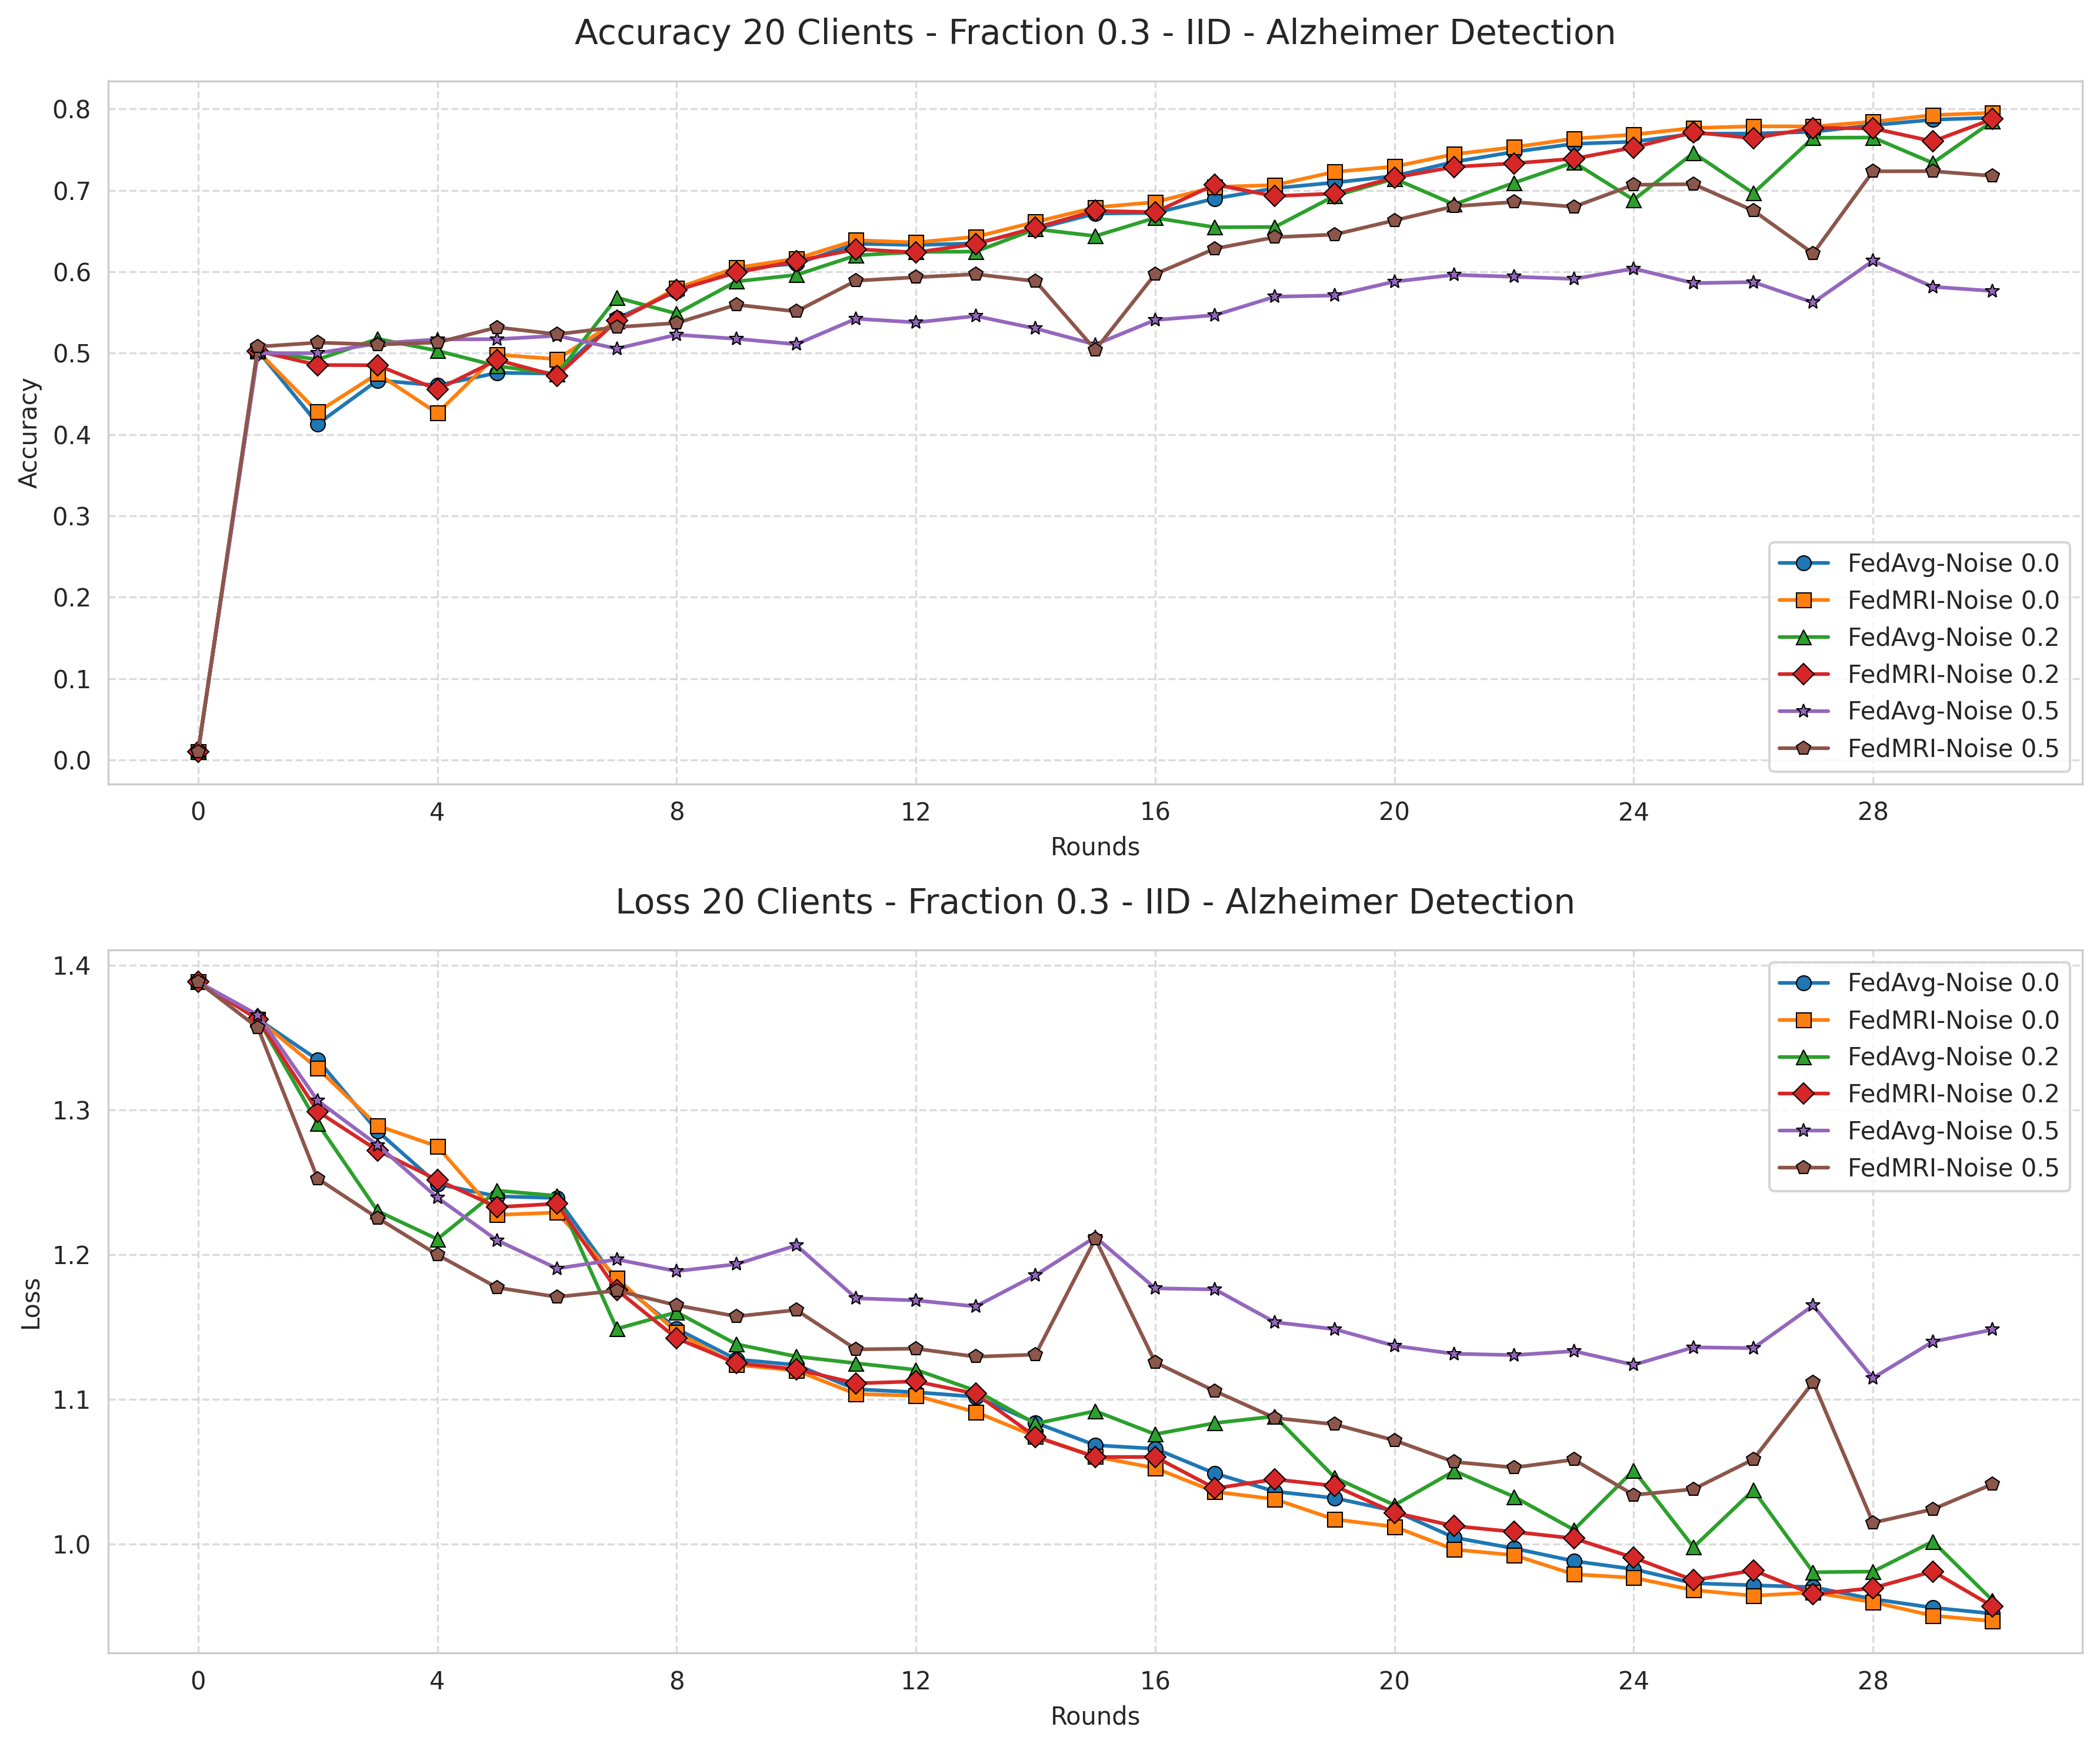 Accuracy 20 Clients - Fraction 0.3 - IID - Alzheimer Detection
0.8
0.7
0.6
0.5
0.4
0.3
0.2
0.1
0.0
Accuracy
FedAvg-Noise 0.0
FedMRI-Noise 0.0
FedAvg-Noise 0.2
FedMRI-Noise 0.2
FedAvg-Noise 0.5
FedMRI-Noise 0.5
0 4 8 12 16 20 24 28
Rounds
Loss 20 Clients - Fraction 0.3 - IID - Alzheimer Detection
1.4
1.3
1.2
1.1
1.0
Loss
FedAvg-Noise 0.0
FedMRI-Noise 0.0
FedAvg-Noise 0.2
FedMRI-Noise 0.2
FedAvg-Noise 0.5
FedMRI-Noise 0.5
0 4 8 12 16 20 24 28
Rounds